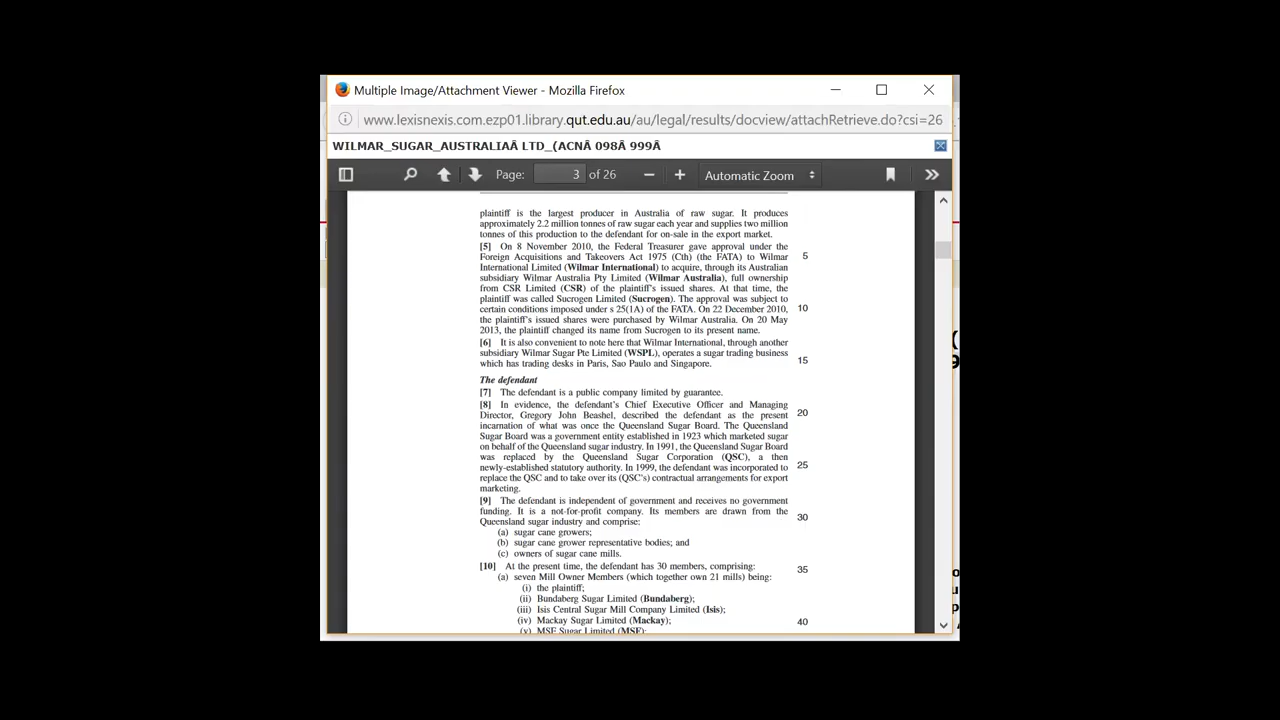 Multiple Image/Attachment Viewer - Mozilla Firefox
www.lexisnexis.com.ezp01.library.qut.edu.au/au/legal/results/docview/attachRetrieve.do?csi=26
WILMAR_SUGAR_AUSTRALIAÂ LTD_(ACNÂ 098Â 999Â
Page: 3 of 26
Automatic Zoom
plaintiff is the largest producer in Australia of raw sugar. It produces
approximately 2.2 million tonnes of raw sugar each year and supplies two million
tonnes of this production to the defendant for on-sale in the export market.
[5] On 8 November 2010, the Federal Treasurer gave approval under the
Foreign Acquisitions and Takeovers Act 1975 (Cth) (the FATA) to Wilmar 5
International Limited (Wilmar International) to acquire, through its Australian
subsidiary Wilmar Australia Pty Limited (Wilmar Australia), full ownership
from CSR Limited (CSR) of the plaintiff's issued shares. At that time, the
plaintiff was called Sucrogen Limited (Sucrogen). The approval was subject to
certain conditions imposed under s 25(1A) of the FATA. On 22 December 2010, 10
the plaintiff's issued shares were purchased by Wilmar Australia. On 20 May
2013, the plaintiff changed its name from Sucrogen to its present name.
[6] It is also convenient to note here that Wilmar International, through another
subsidiary Wilmar Sugar Pte Limited (WSPL), operates a sugar trading business
which has trading desks in Paris, Sao Paulo and Singapore. 15
The defendant
[7] The defendant is a public company limited by guarantee.
[8] In evidence, the defendant's Chief Executive Officer and Managing
Director, Gregory John Beashel, described the defendant as the present 20
incarnation of what was once the Queensland Sugar Board. The Queensland
Sugar Board was a government entity established in 1923 which marketed sugar
on behalf of the Queensland sugar industry. In 1991, the Queensland Sugar Board
was replaced by the Queensland Sugar Corporation (QSC), a then
newly-established statutory authority. In 1999, the defendant was incorporated to 25
replace the QSC and to take over its (QSC's) contractual arrangements for export
marketing.
[9] The defendant is independent of government and receives no government
funding. It is a not-for-profit company. Its members are drawn from the 30
Queensland sugar industry and comprise:
(a) sugar cane growers;
(b) sugar cane grower representative bodies; and
(c) owners of sugar cane mills.
[10] At the present time, the defendant has 30 members, comprising: 35
(a) seven Mill Owner Members (which together own 21 mills) being:
(i) the plaintiff;
(ii) Bundaberg Sugar Limited (Bundaberg);
(iii) Isis Central Sugar Mill Company Limited (Isis);
(iv) Mackay Sugar Limited (Mackay); 40
(v) MSF Sugar Limited (MSF);